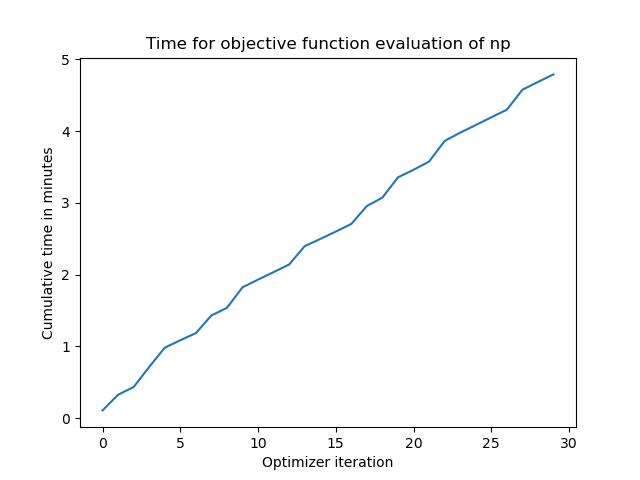 Time for objective function evaluation of np
Cumulative time in minutes
5
4
3
2
1
0
0 5 10 15 20 25 30
Optimizer iteration